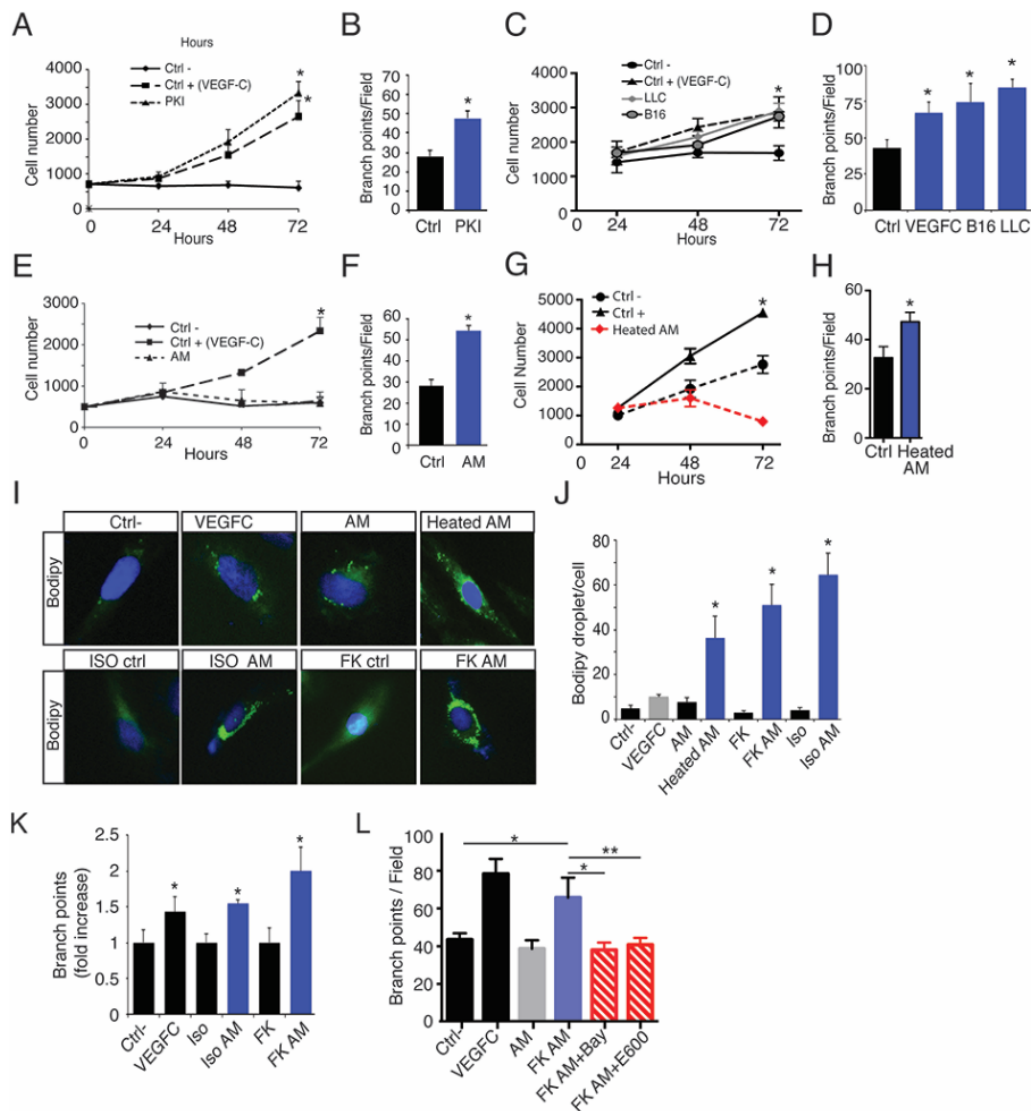 A
Hours
Ctrl -
Ctrl + (VEGF-C)
PKI
4000
3000
2000
1000
0
Cell number
*
*
0 24 48 72
Hours
B
Branch points/Field
60
50
40
30
20
10
0
*
Ctrl PKI
C
Ctrl -
Ctrl + (VEGF-C)
LLC
B16
4000
3000
2000
1000
0
Cell number
*
24 48 72
Hours
D
Branch points/Field
100
75
50
25
0
* * *
Ctrl VEGFC B16 LLC
E
Ctrl -
Ctrl + (VEGF-C)
AM
3000
2000
1000
0
Cell number
*
0 24 48 72
Hours
F
Branch points/Field
60
50
40
30
20
10
0
*
Ctrl AM
G
Ctrl -
Ctrl +
Heated AM
5000
4000
3000
2000
1000
0
Cell Number
*
24 48 72
Hours
H
Branch points/Field
60
40
20
0
*
Ctrl Heated
AM
I
Ctrl- VEGFC AM Heated AM
Bodipy
ISO ctrl ISO AM FK ctrl FK AM
Bodipy
J
Bodipy droplet/cell
80
60
40
20
0
* * *
Ctrl- VEGFC AM Heated AM FK FK AM Iso Iso AM
K
Branch points
(fold increase)
2.5
2
1.5
1
0.5
0
* * *
Ctrl- VEGFC Iso Iso AM FK FK AM
L
Branch points / Field
100
80
60
40
20
0
* * **
Ctrl- VEGFC AM FK AM FK AM+Bay FK AM+E600